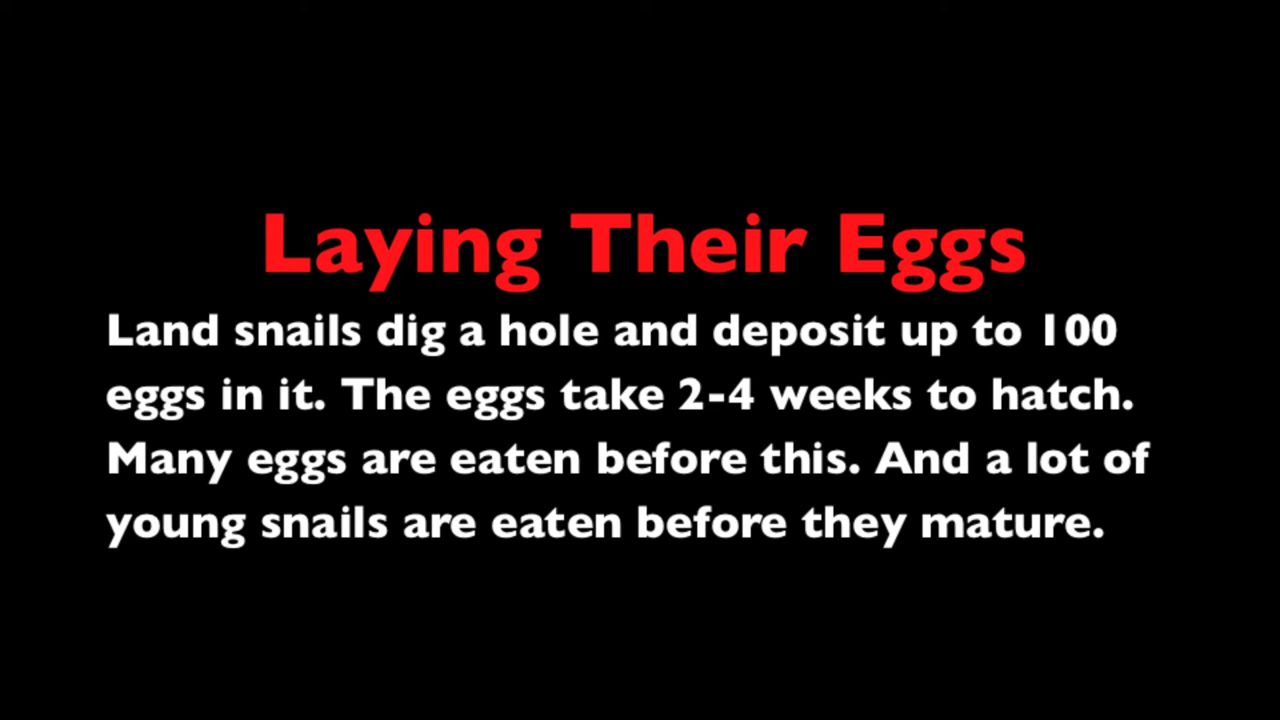 Laying Their Eggs
Land snails dig a hole and deposit up to 100
eggs in it. The eggs take 2-4 weeks to hatch.
Many eggs are eaten before this. And a lot of
young snails are eaten before they mature.